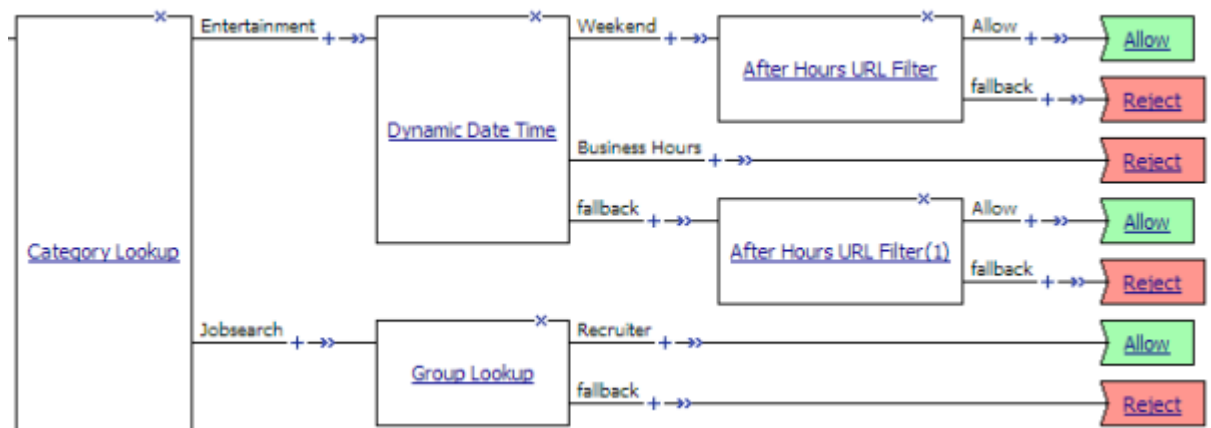 Entertainment
Weekend
Allow
Allow
After Hours URL Filter
fallback
Reject
Dynamic Date Time
Business Hours
Reject
fallback
Allow
Allow
Category Lookup
After Hours URL Filter(1)
fallback
Reject
Jobsearch
Recruiter
Allow
Group Lookup
fallback
Reject